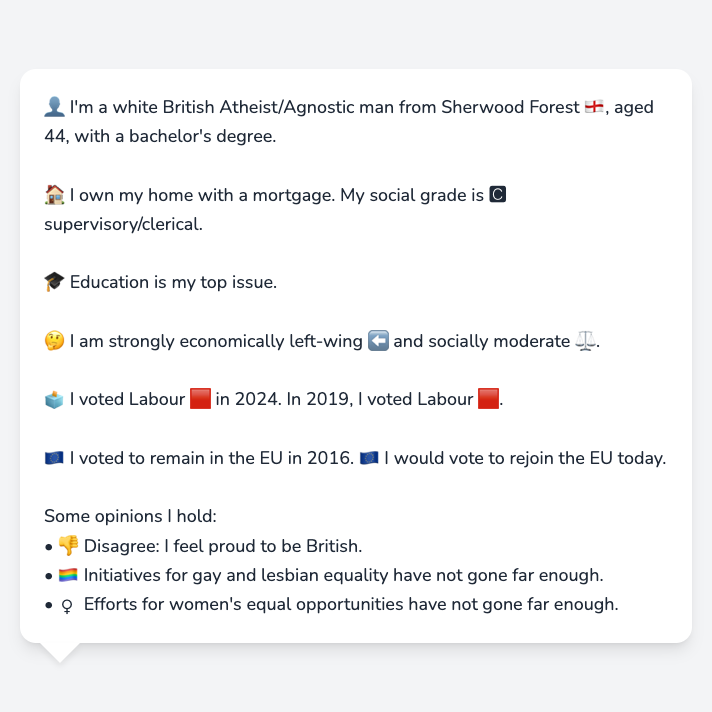 👤 I'm a white British Atheist/Agnostic man from Sherwood Forest 🏴󠁧󠁢󠁥󠁮󠁧󠁿, aged
44, with a bachelor's degree.
🏠 I own my home with a mortgage. My social grade is 🅲
supervisory/clerical.
🎓 Education is my top issue.
🤔 I am strongly economically left-wing ⬅️ and socially moderate ⚖️.
🗳️ I voted Labour 🟥 in 2024. In 2019, I voted Labour 🟥.
🇪🇺 I voted to remain in the EU in 2016. 🇪🇺 I would vote to rejoin the EU today.
Some opinions I hold:
• 👎 Disagree: I feel proud to be British.
• 🏳️‍🌈 Initiatives for gay and lesbian equality have not gone far enough.
• ♀ Efforts for women's equal opportunities have not gone far enough.